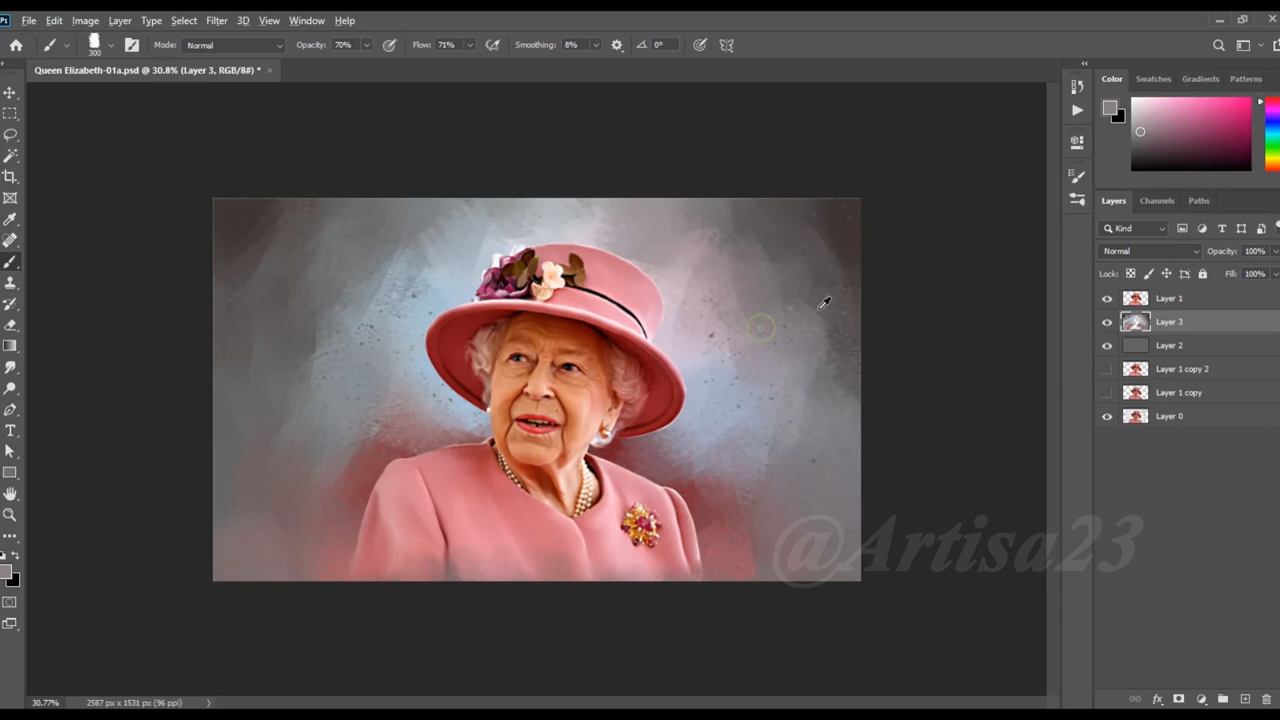 Ps File Edit Image Layer Type Select Filter 3D View Window Help
300 Mode: Normal Opacity: 70% Flow: 71% Smoothing: 8% 0°
Queen Elizabeth-01a.psd @ 30.8% (Layer 3, RGB/8#) *
Color Swatches Gradients Patterns
Layers Channels Paths
Kind
Normal Opacity: 100%
Lock: Fill: 100%
Layer 1
Layer 3
Layer 2
Layer 1 copy 2
Layer 1 copy
Layer 0
@Artisa23
30.77% 2587 px x 1531 px (96 ppi)